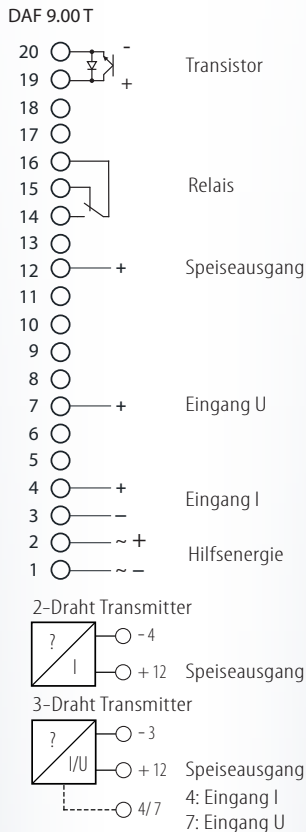 DAF 9.00 T
20 -
19 + Transistor
18
17
16
15 Relais
14
13
12 + Speiseausgang
11
10
9
8
7 + Eingang U
6
5
4 +
3 – Eingang I
2 ~ +
1 ~ – Hilfsenergie
2-Draht Transmitter
? I
- 4
+ 12 Speiseausgang
3-Draht Transmitter
? I/U
- 3
+ 12 Speiseausgang
4/7 4: Eingang I
7: Eingang U